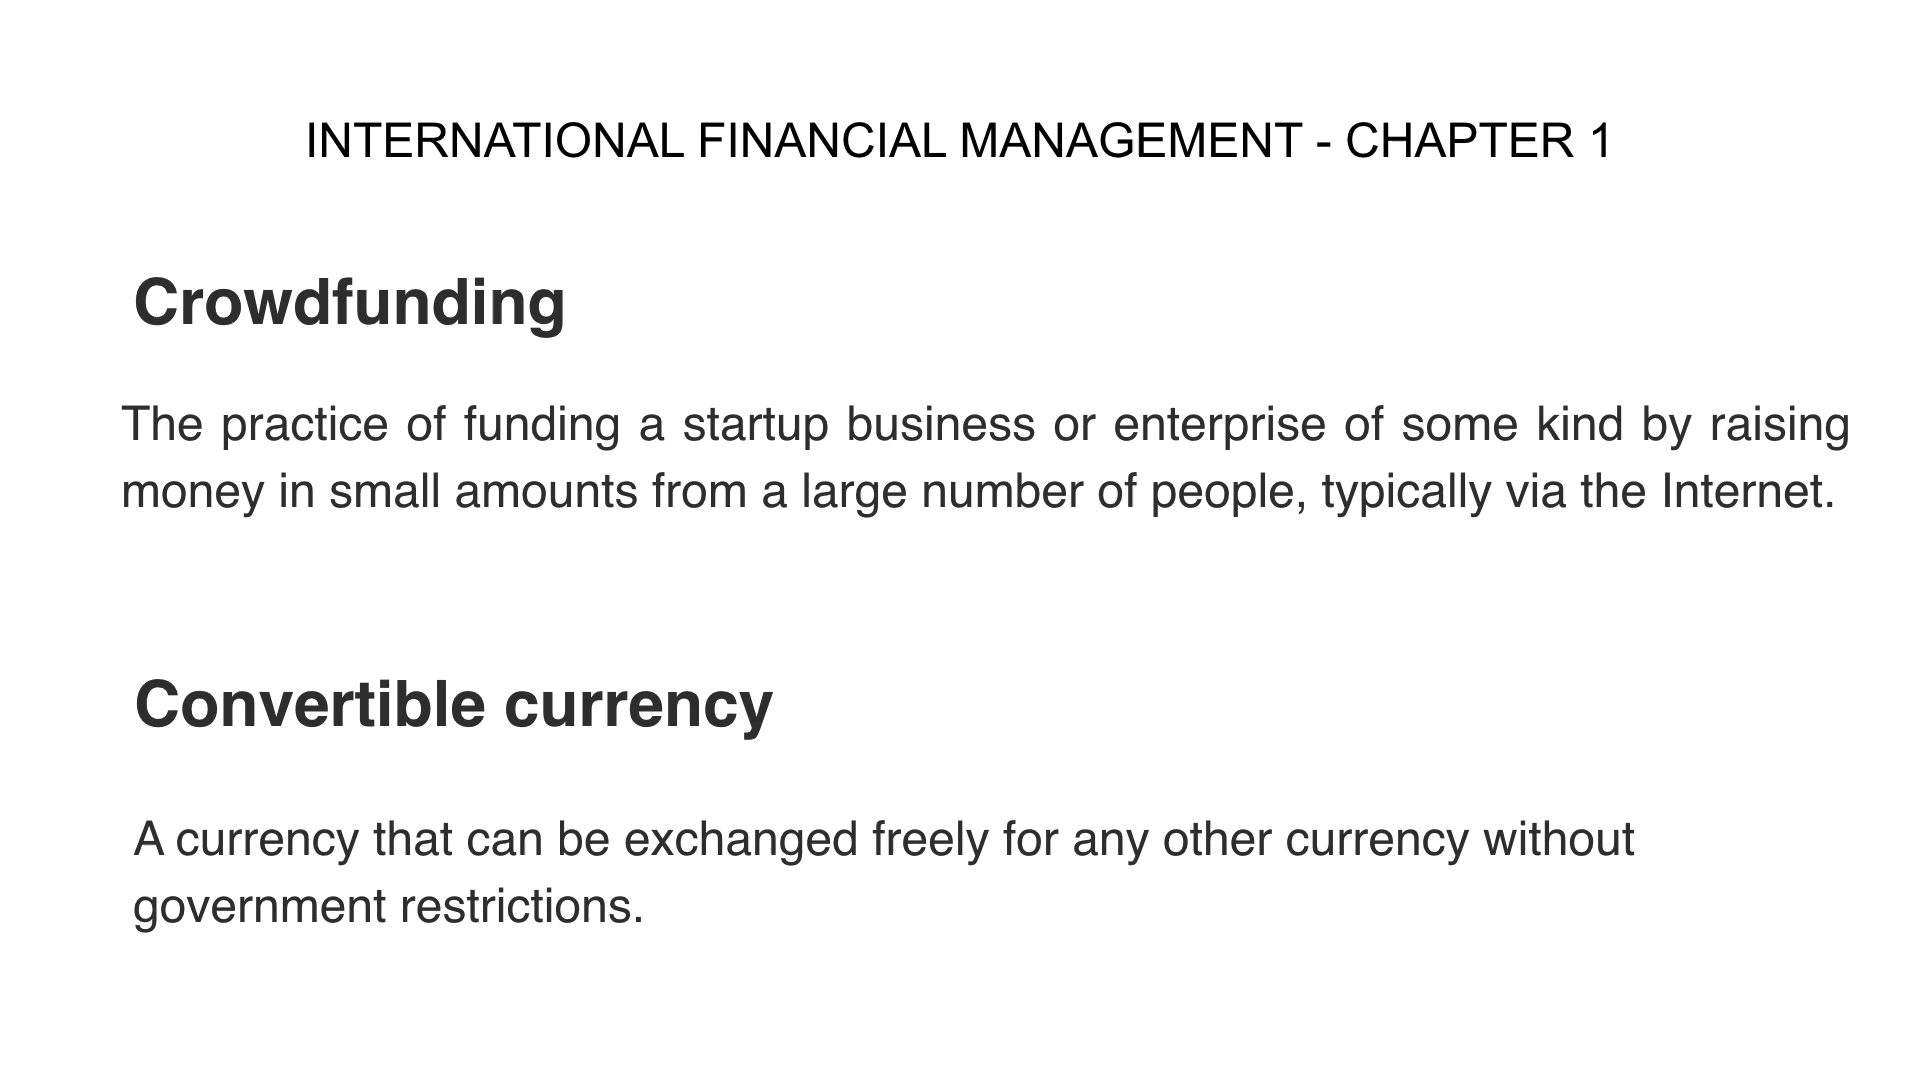 INTERNATIONAL FINANCIAL MANAGEMENT - CHAPTER 1
Crowdfunding
The practice of funding a startup business or enterprise of some kind by raising
money in small amounts from a large number of people, typically via the Internet.
Convertible currency
A currency that can be exchanged freely for any other currency without
government restrictions.